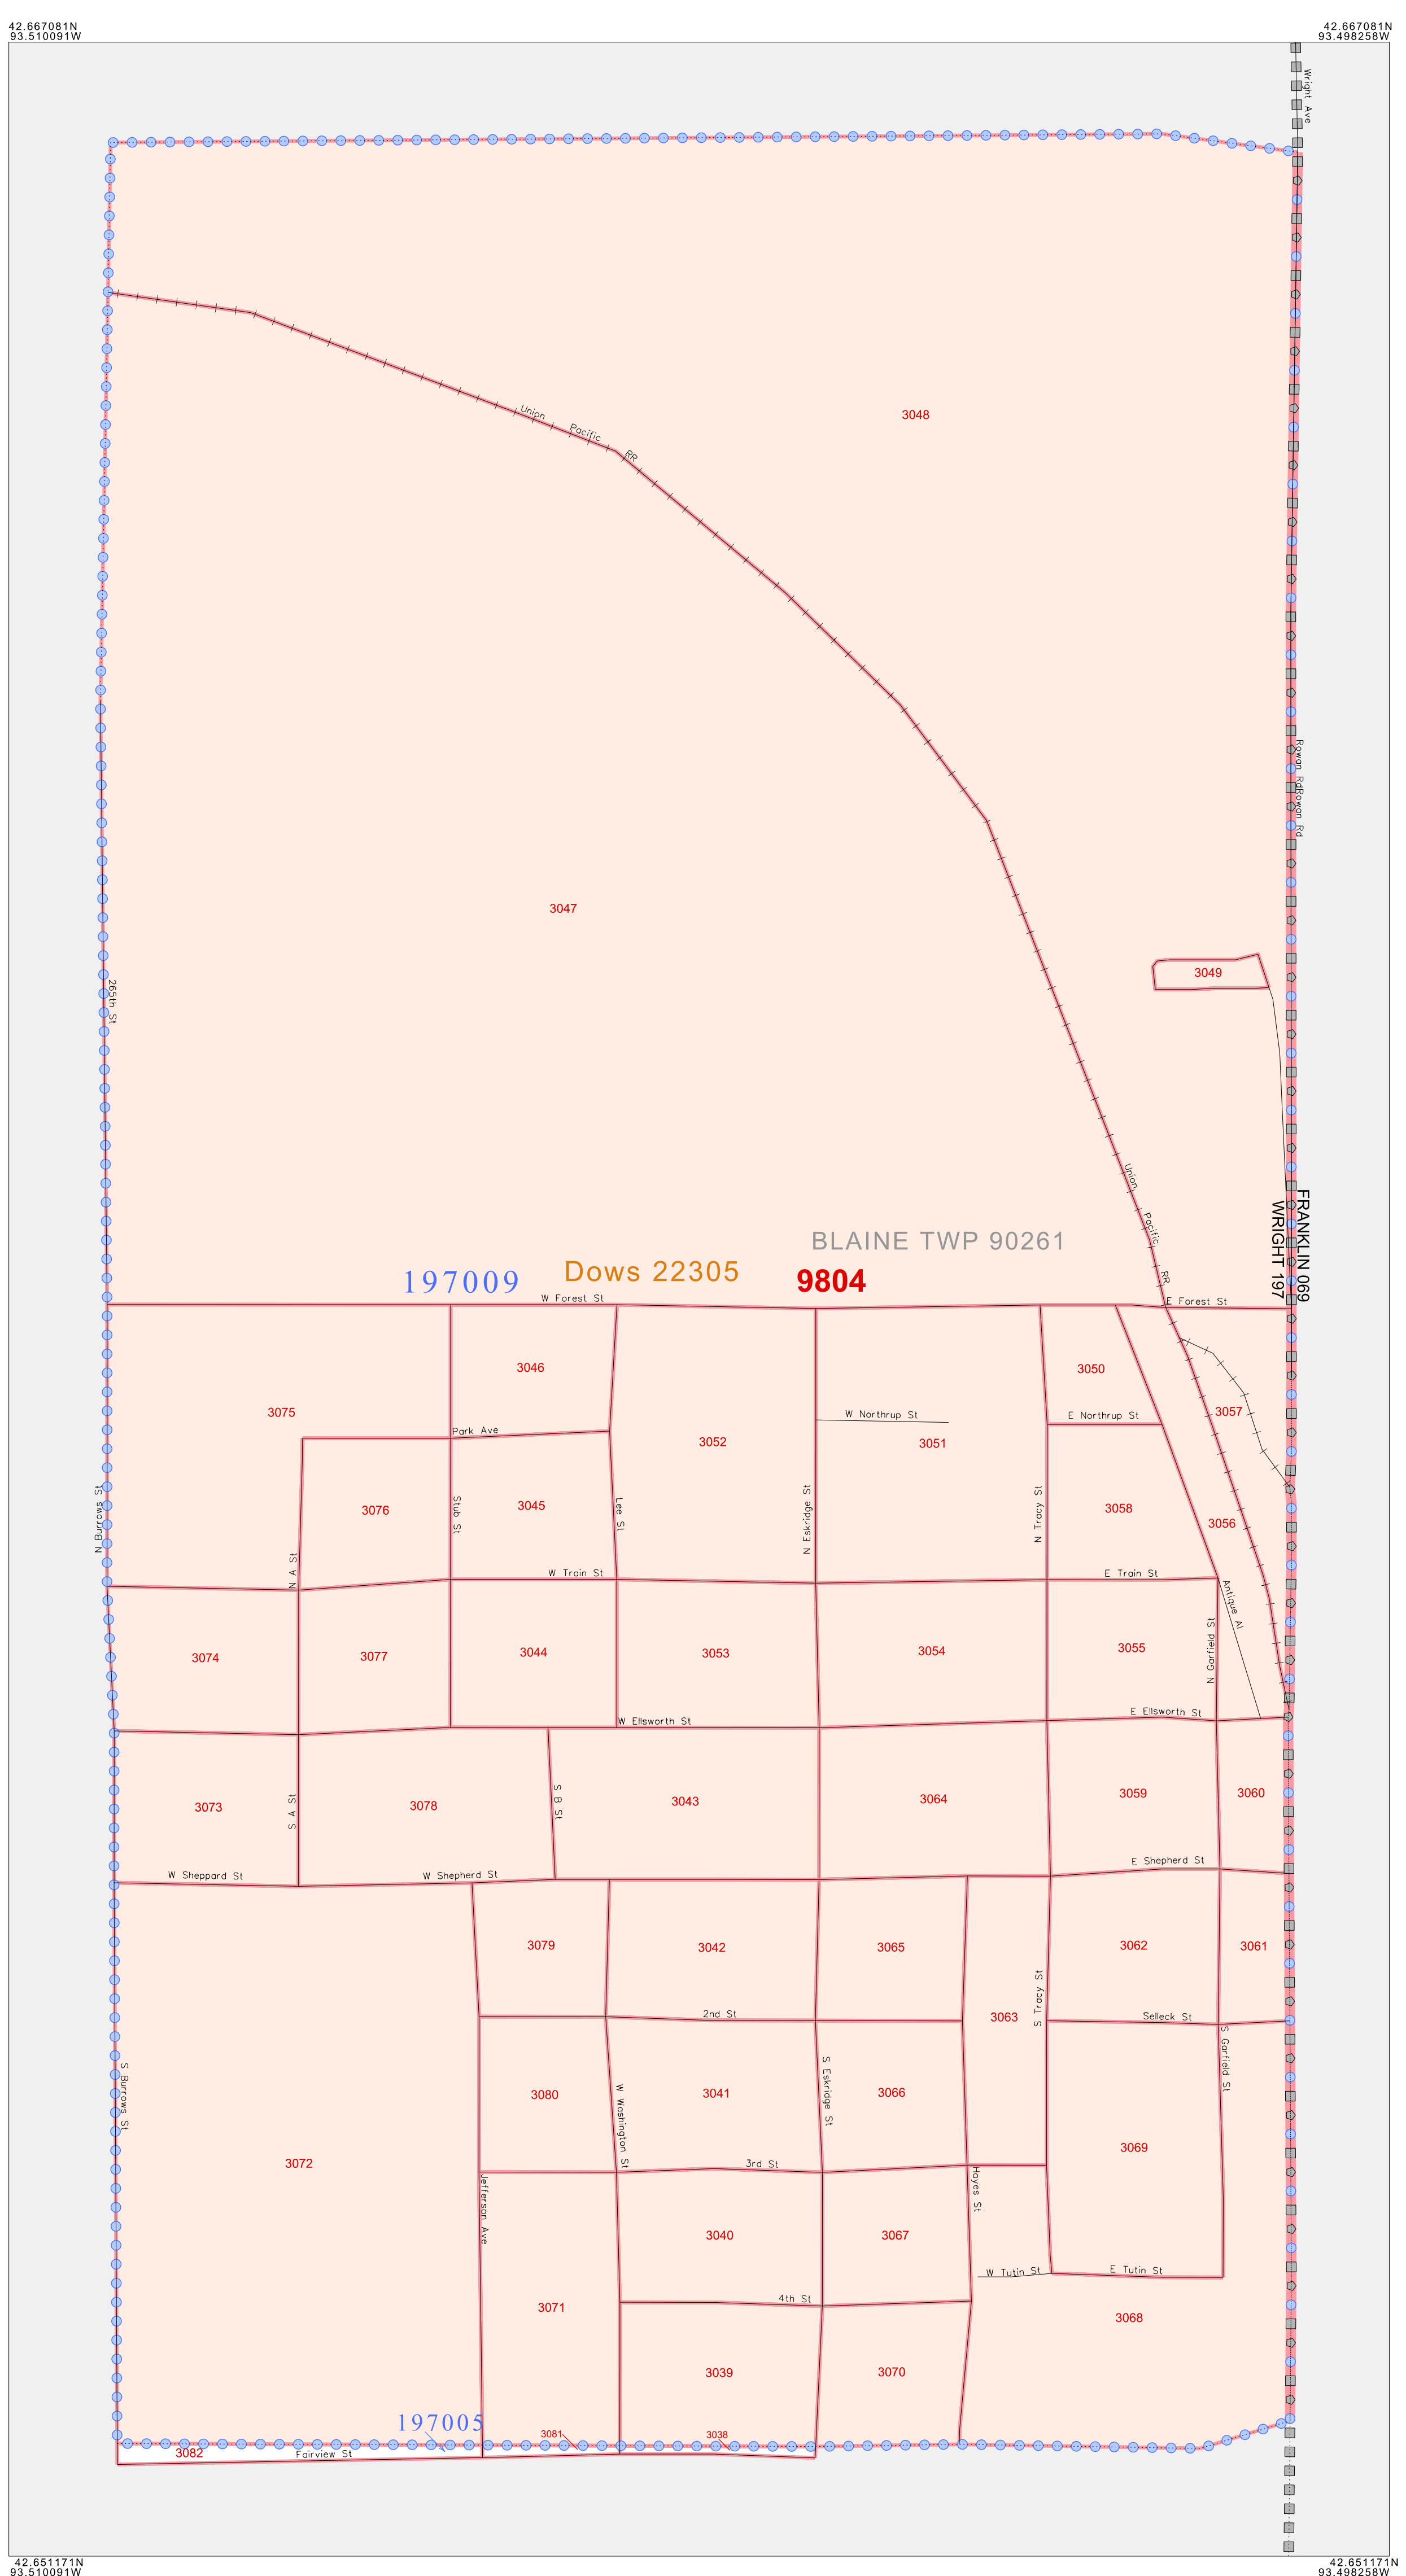 42.667081N
93.510091W
42.667081N
93.498258W
Wright Ave
Union Pacific RR
3048
Rowan Rd
Rowan Rd
3047
3049
265th St
Union Pacific RR
FRANKLIN 069
WRIGHT 197
BLAINE TWP 90261
Dows 22305
197009
9804
W Forest St
E Forest St
3046
3050
3075
3057
W Northrup St
E Northrup St
Park Ave
3052
3051
N Burrows St
3076
Stub St
3045
Lee St
N Eskridge St
N Tracy St
3058
3056
N A St
W Train St
E Train St
Antique Al
3074
3077
3044
3053
3054
3055
N Garfield St
W Ellsworth St
E Ellsworth St
3073
S A St
3078
S B St
3043
3064
3059
3060
W Sheppard St
W Shepherd St
E Shepherd St
3079
3042
3065
3062
3061
S Tracy St
2nd St
3063
Selleck St
S Burrows St
3080
W Washington St
3041
S Eskridge St
3066
S Garfield St
3072
3rd St
3069
Jefferson Ave
Hayes St
3040
3067
W Tutin St
E Tutin St
4th St
3071
3068
3039
3070
197005
3081
3038
3082
Fairview St
42.651171N
93.510091W
42.651171N
93.498258W